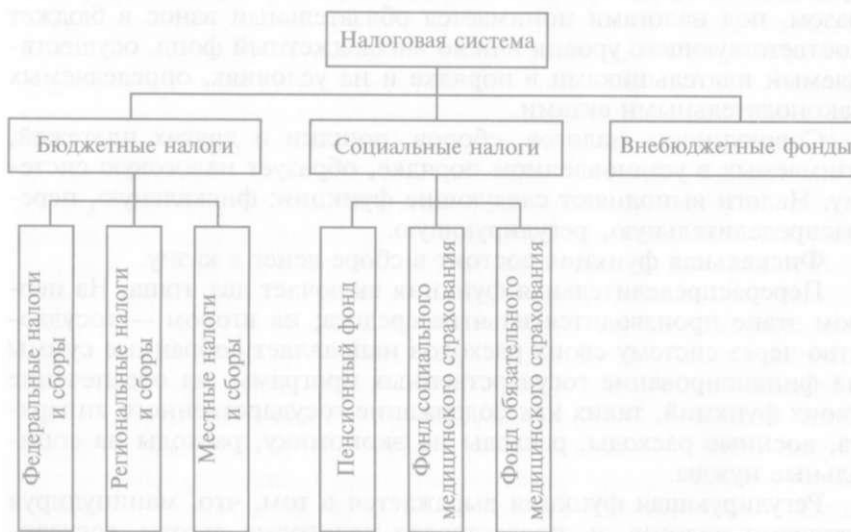 Налоговая система
Бюджетные налоги
Социальные налоги
Внебюджетные фонды
Федеральные налоги
и сборы
Региональные налоги
и сборы
Местные налоги
и сборы
Пенсионный фонд
Фонд социального
медицинского страхования
Фонд обязательного
медицинского страхования